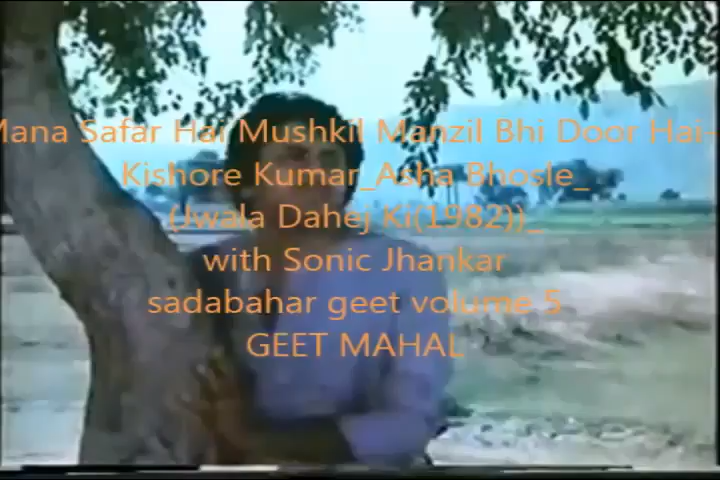 Mana Safar Hai Mushkil Manzil Bhi Door Hai-
Kishore Kumar_Asha Bhosle_
(Jwala Dahej Ki(1982))_
with Sonic Jhankar
sadabahar geet volume 5
GEET MAHAL